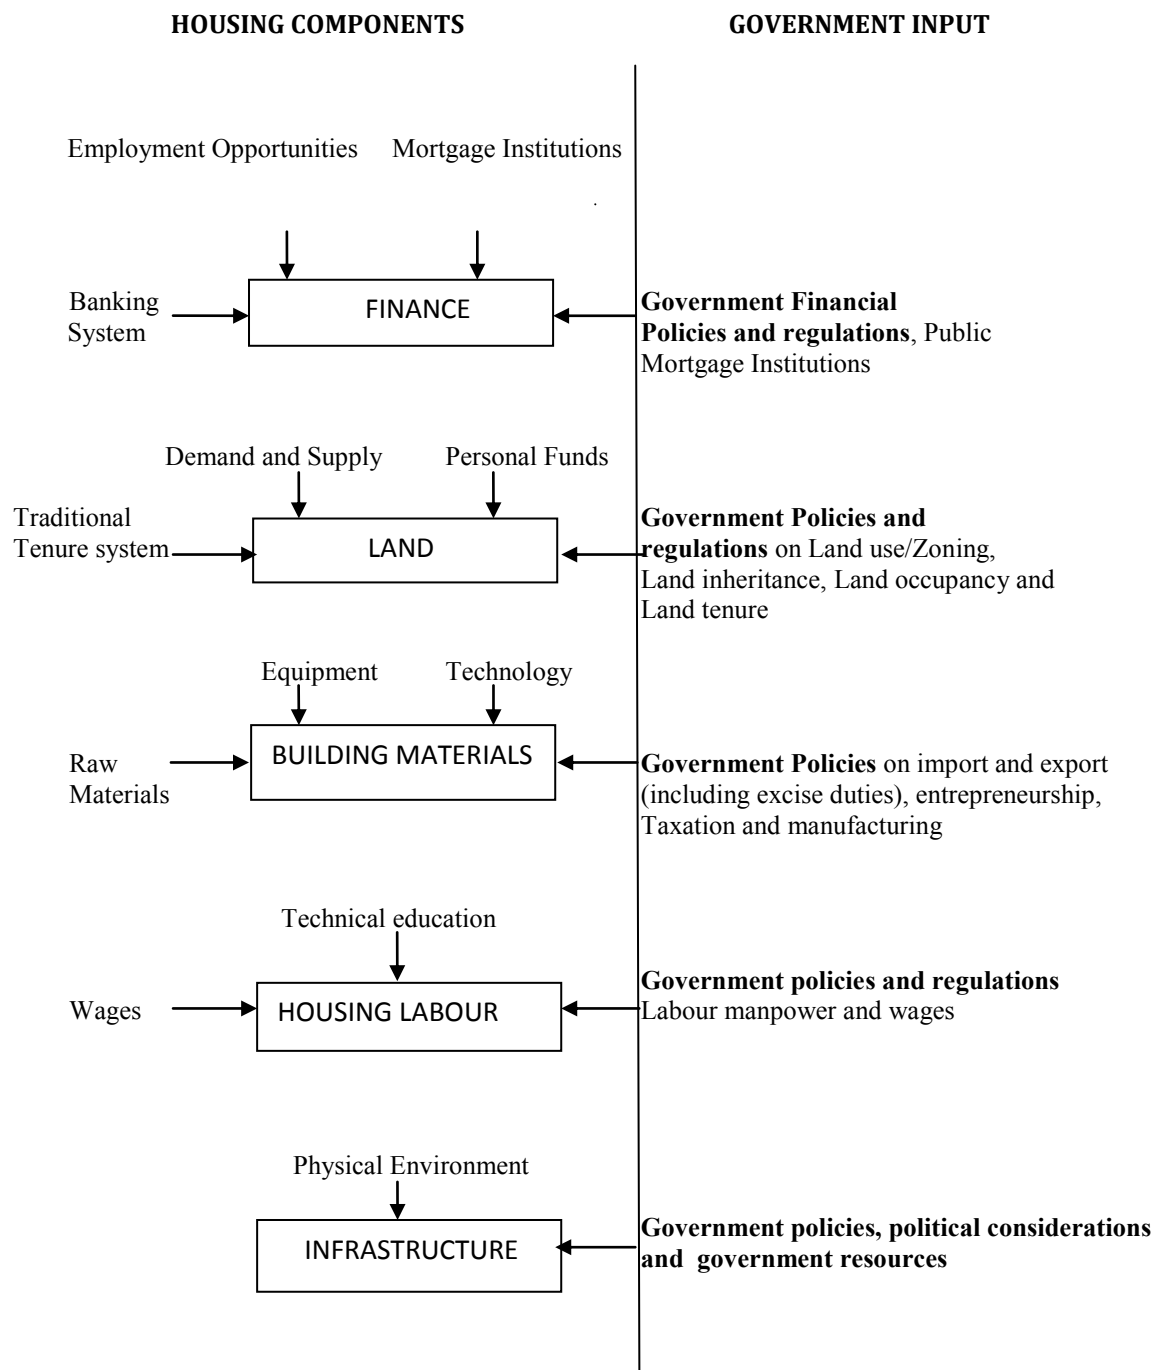 HOUSING COMPONENTS
GOVERNMENT INPUT
Employment Opportunities
Mortgage Institutions
.
Banking
System
FINANCE
Government Financial
Policies and regulations, Public
Mortgage Institutions
Demand and Supply
Personal Funds
Traditional
Tenure system
LAND
Government Policies and
regulations on Land use/Zoning,
Land inheritance, Land occupancy and
Land tenure
Equipment
Technology
Raw
Materials
BUILDING MATERIALS
Government Policies on import and export
(including excise duties), entrepreneurship,
Taxation and manufacturing
Technical education
Wages
HOUSING LABOUR
Government policies and regulations
Labour manpower and wages
Physical Environment
INFRASTRUCTURE
Government policies, political considerations
and government resources